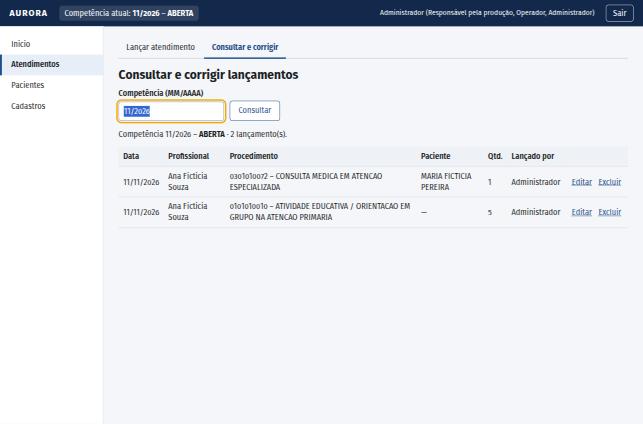 AURORA
Competência atual: 11/2026 – ABERTA
Administrador (Responsável pela produção, Operador, Administrador)
Sair
Início
Atendimentos
Pacientes
Cadastros
Lançar atendimento
Consultar e corrigir
Consultar e corrigir lançamentos
Competência (MM/AAAA)
11/2026
Consultar
Competência 11/2026 – ABERTA · 2 lançamento(s).
Data Profissional Procedimento Paciente Qtd. Lançado por
11/11/2026 Ana Fictícia Souza 0301010072 – CONSULTA MEDICA EM ATENCAO ESPECIALIZADA MARIA FICTICIA PEREIRA 1 Administrador Editar Excluir
11/11/2026 Ana Fictícia Souza 0101010010 – ATIVIDADE EDUCATIVA / ORIENTACAO EM GRUPO NA ATENCAO PRIMARIA — 5 Administrador Editar Excluir